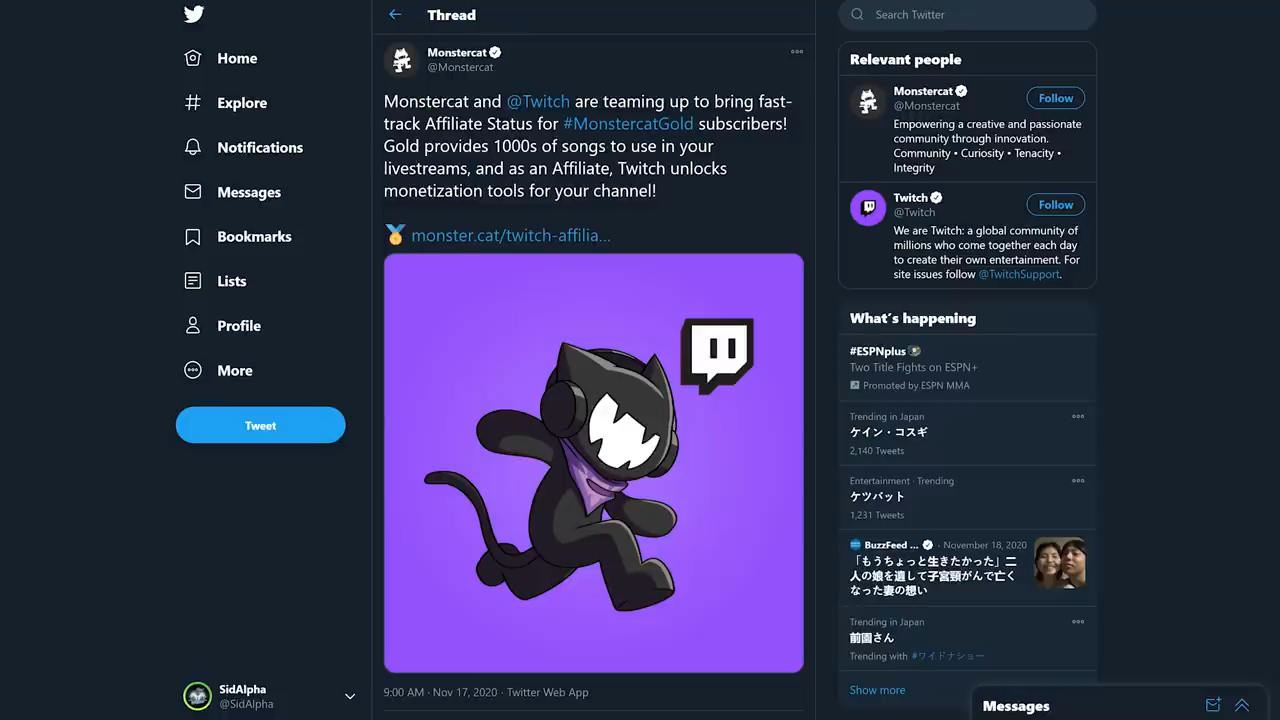 Home
Explore
Notifications
Messages
Bookmarks
Lists
Profile
More
Tweet
SidAlpha
@SidAlpha
Thread
Monstercat
@Monstercat
Monstercat and @Twitch are teaming up to bring fast-
track Affiliate Status for #MonstercatGold subscribers!
Gold provides 1000s of songs to use in your
livestreams, and as an Affiliate, Twitch unlocks
monetization tools for your channel!
🏅 monster.cat/twitch-affilia...
9:00 AM · Nov 17, 2020 · Twitter Web App
Search Twitter
Relevant people
Monstercat
@Monstercat
Follow
Empowering a creative and passionate
community through innovation.
Community • Curiosity • Tenacity •
Integrity
Twitch
@Twitch
Follow
We are Twitch: a global community of
millions who come together each day
to create their own entertainment. For
site issues follow @TwitchSupport.
What's happening
#ESPNplus
Two Title Fights on ESPN+
Promoted by ESPN MMA
Trending in Japan
ケイン・コスギ
2,140 Tweets
Entertainment · Trending
ケツバット
1,231 Tweets
BuzzFeed ... · November 18, 2020
「もうちょっと生きたかった」二
人の娘を遺して子宮頸がんで亡く
なった妻の想い
Trending in Japan
前園さん
Trending with #ワイドナショー
Show more
Messages